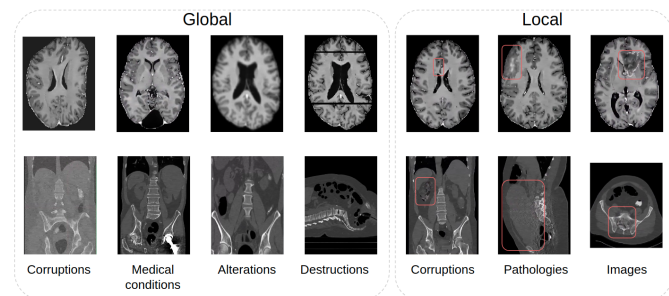 Global
Local
Corruptions
Medical
conditions
Alterations
Destructions
Corruptions
Pathologies
Images